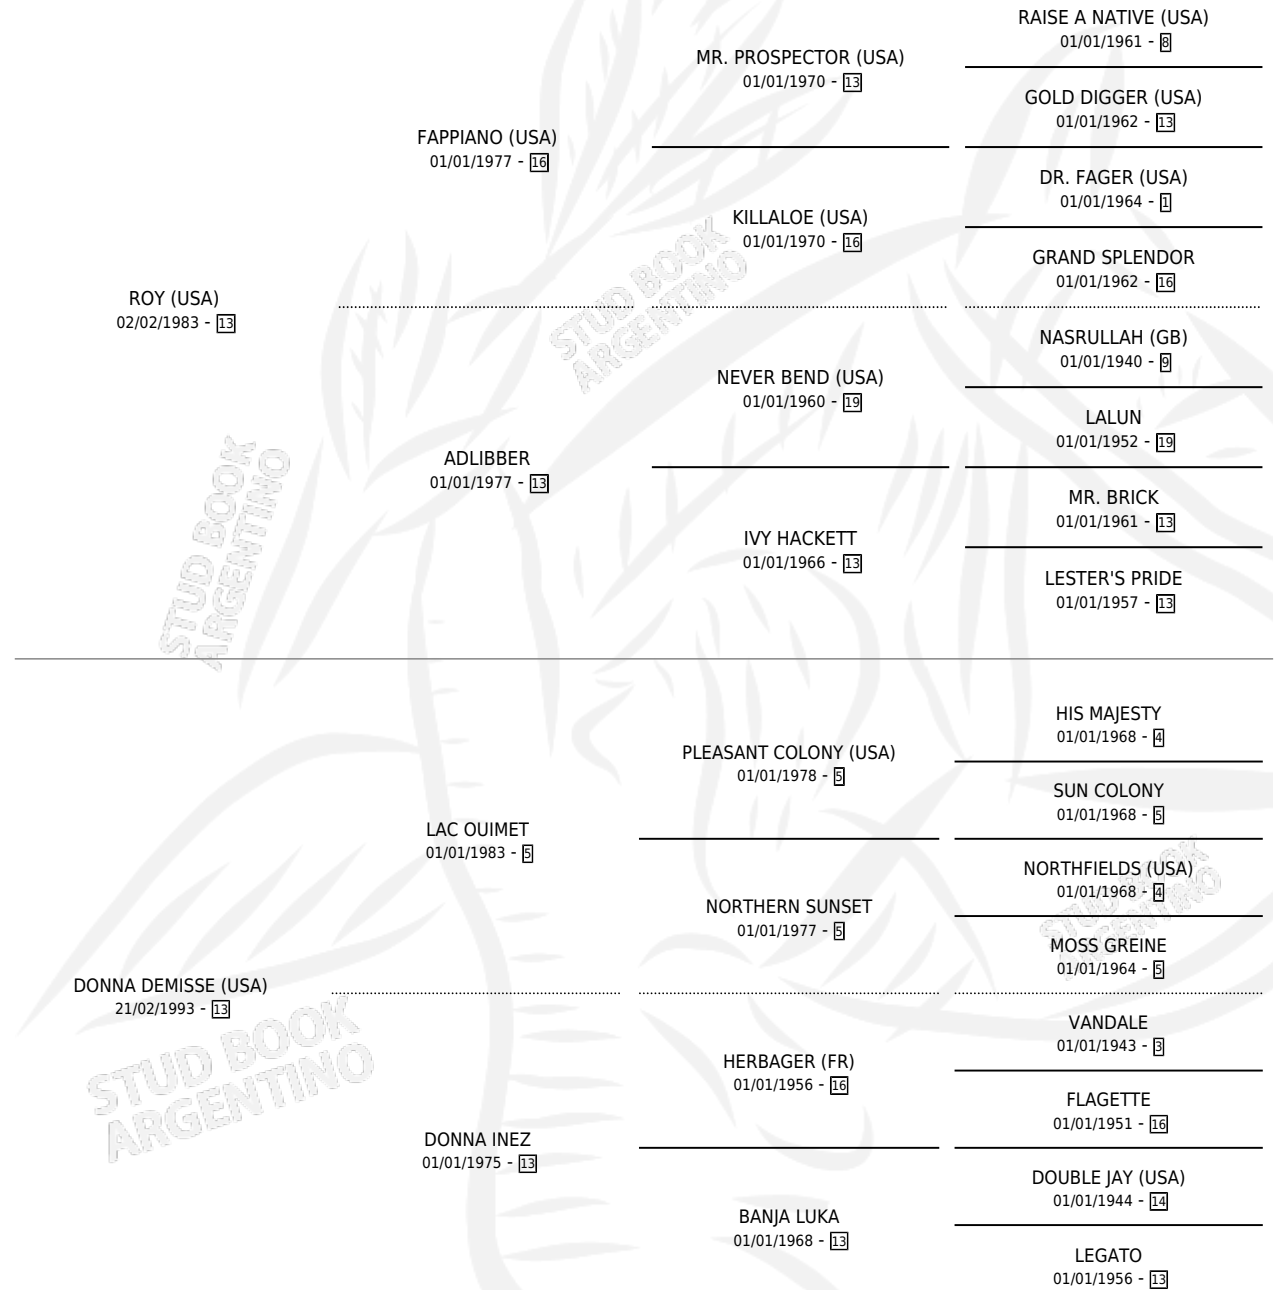 RAISE A NATIVE (USA)
01/01/1961 - 8
MR. PROSPECTOR (USA)
01/01/1970 - 13
GOLD DIGGER (USA)
01/01/1962 - 13
FAPPIANO (USA)
01/01/1977 - 16
DR. FAGER (USA)
01/01/1964 - 1
KILLALOE (USA)
01/01/1970 - 16
GRAND SPLENDOR
01/01/1962 - 16
ROY (USA)
02/02/1983 - 13
NASRULLAH (GB)
01/01/1940 - 9
NEVER BEND (USA)
01/01/1960 - 19
LALUN
01/01/1952 - 19
ADLIBBER
01/01/1977 - 13
MR. BRICK
01/01/1961 - 13
IVY HACKETT
01/01/1966 - 13
LESTER'S PRIDE
01/01/1957 - 13
HIS MAJESTY
01/01/1968 - 4
PLEASANT COLONY (USA)
01/01/1978 - 5
SUN COLONY
01/01/1968 - 5
LAC OUIMET
01/01/1983 - 5
NORTHFIELDS (USA)
01/01/1968 - 4
NORTHERN SUNSET
01/01/1977 - 5
MOSS GREINE
01/01/1964 - 5
DONNA DEMISSE (USA)
21/02/1993 - 13
VANDALE
01/01/1943 - 3
HERBAGER (FR)
01/01/1956 - 16
FLAGETTE
01/01/1951 - 16
DONNA INEZ
01/01/1975 - 13
DOUBLE JAY (USA)
01/01/1944 - 14
BANJA LUKA
01/01/1968 - 13
LEGATO
01/01/1956 - 13
STUD BOOK
ARGENTINO
STUD BOOK
ARGENTINO
STUD BOOK
ARGENTINO
STUD BOOK
ARGENTINO